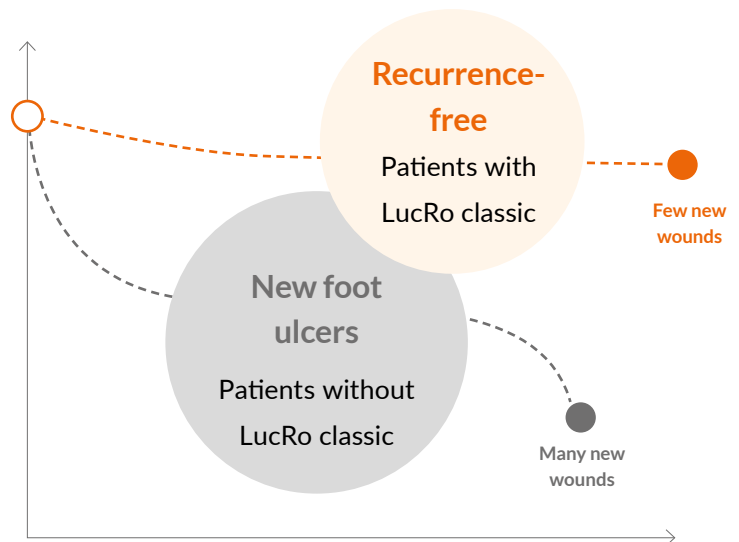 Recurrence-
free
Patients with
LucRo classic
Few new
wounds
New foot
ulcers
Patients without
LucRo classic
Many new
wounds